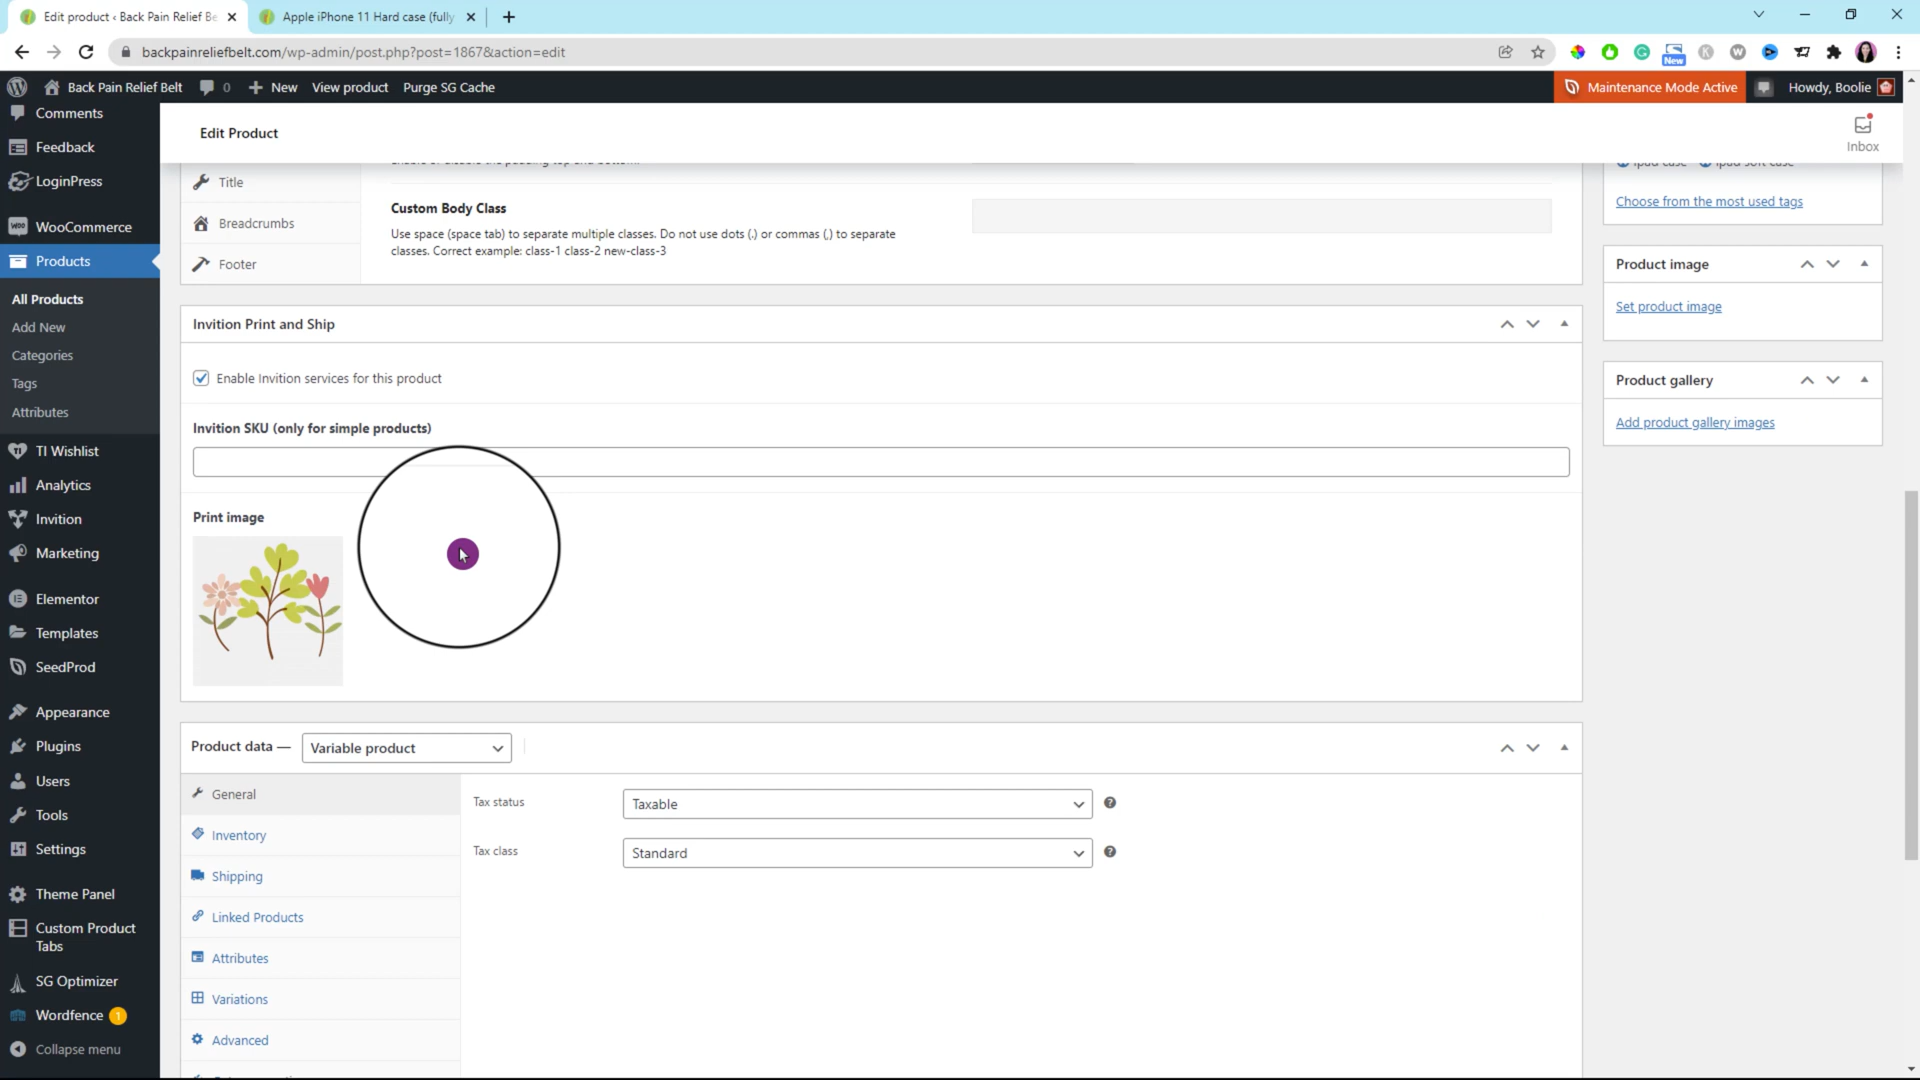 Edit product ‹ Back Pain Relief Be
Apple iPhone 11 Hard case (fully
backpainreliefbelt.com/wp-admin/post.php?post=1867&action=edit
New
Back Pain Relief Belt
0
New
View product
Purge SG Cache
Maintenance Mode Active
Howdy, Boolie
Comments
Feedback
LoginPress
WooCommerce
Products
All Products
Add New
Categories
Tags
Attributes
TI Wishlist
Analytics
Invition
Marketing
Elementor
Templates
SeedProd
Appearance
Plugins
Users
Tools
Settings
Theme Panel
Custom Product
Tabs
SG Optimizer
Wordfence 1
Collapse menu
Edit Product
Inbox
Title
Breadcrumbs
Footer
Custom Body Class
Use space (space tab) to separate multiple classes. Do not use dots (.) or commas (,) to separate
classes. Correct example: class-1 class-2 new-class-3
Invition Print and Ship
Enable Invition services for this product
Invition SKU (only for simple products)
Print image
Product data —
Variable product
General
Inventory
Shipping
Linked Products
Attributes
Variations
Advanced
Tax status
Taxable
Tax class
Standard
Choose from the most used tags
Product image
Set product image
Product gallery
Add product gallery images